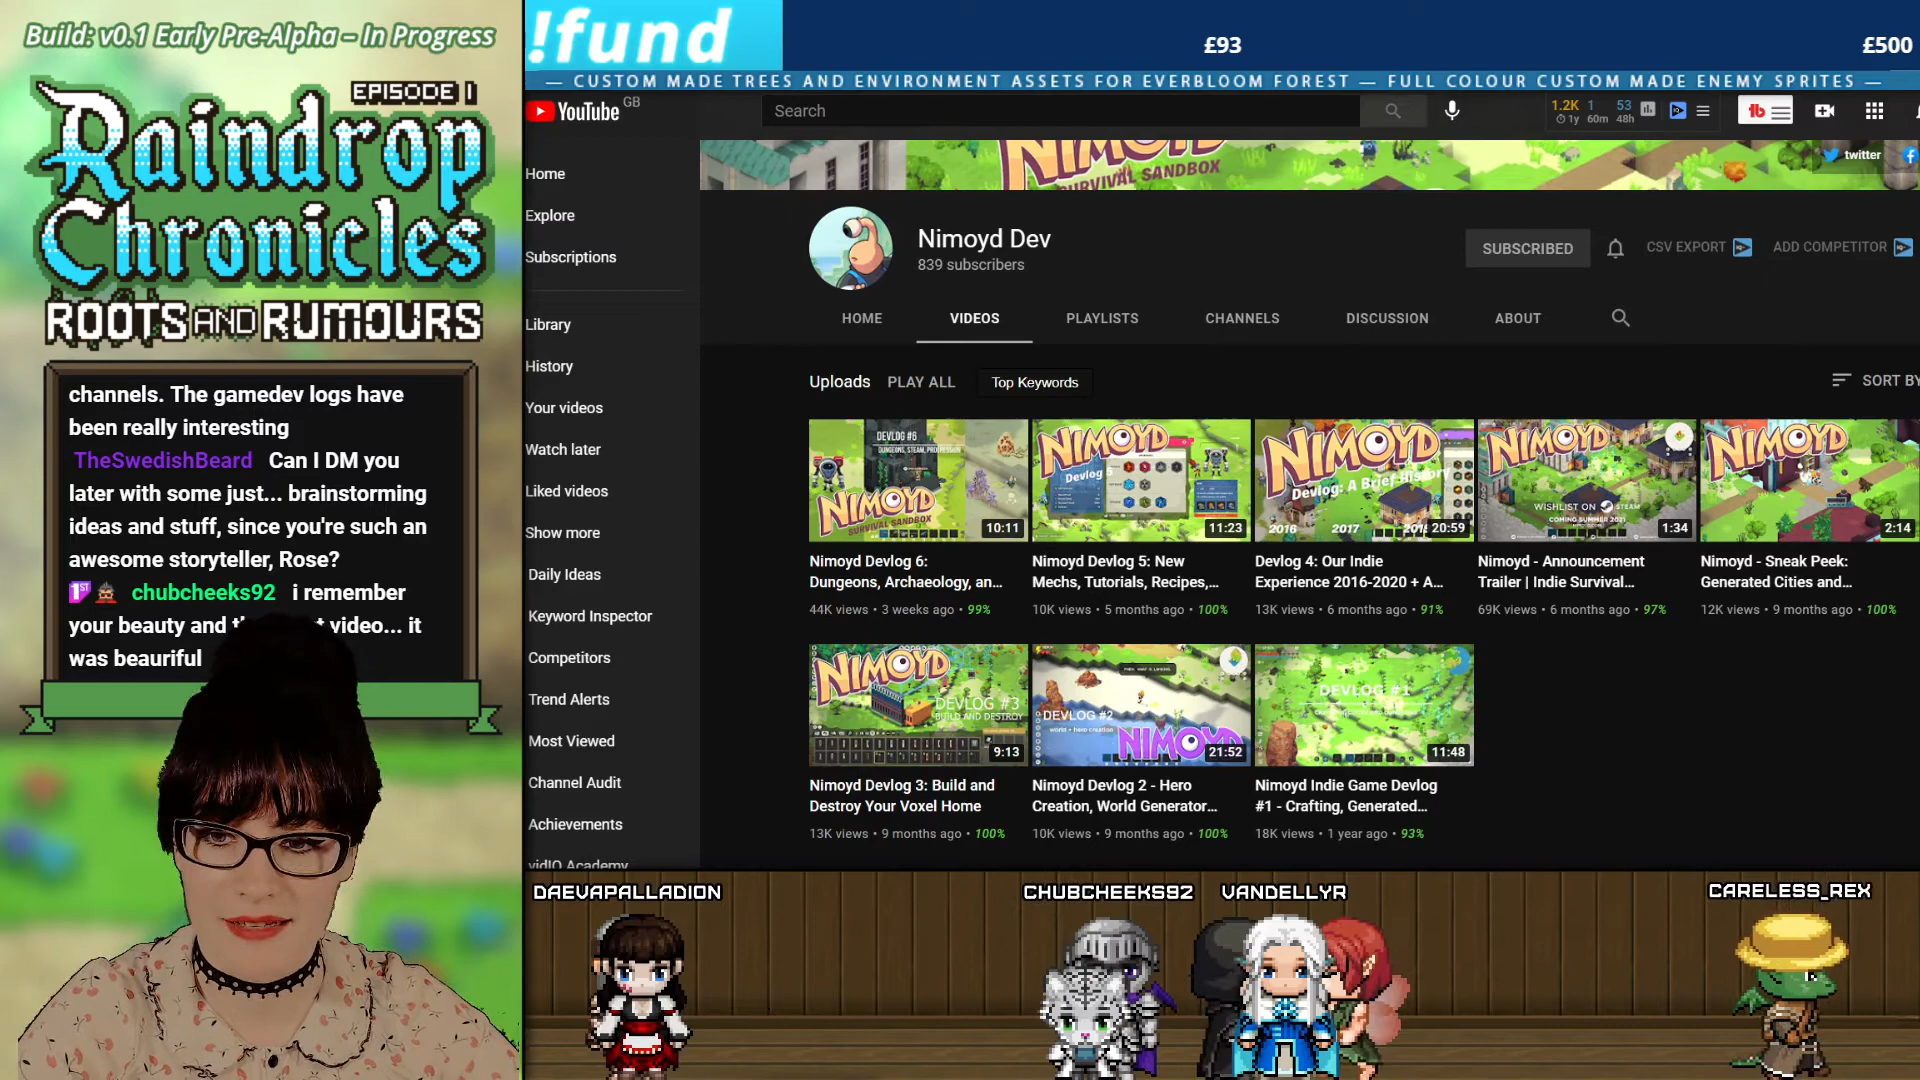 Build: v0.1 Early Pre-Alpha – In Progress
EPISODE I
Raindrop
Chronicles
ROOTS AND RUMOURS
channels. The gamedev logs have
been really interesting
TheSwedishBeard Can I DM you
later with some just... brainstorming
ideas and stuff, since you're such an
awesome storyteller, Rose?
1ST chubcheeks92 i remember
your beauty and video... it
was beauriful
!fund
£93
£500
— CUSTOM MADE TREES AND ENVIRONMENT ASSETS FOR EVERBLOOM FOREST — FULL COLOUR CUSTOM MADE ENEMY SPRITES —
YouTube GB
Search
1.2K 1 53
1y 60m 48h
tb
Home
Explore
Subscriptions
Library
History
Your videos
Watch later
Liked videos
Show more
Daily Ideas
Keyword Inspector
Competitors
Trend Alerts
Most Viewed
Channel Audit
Achievements
vidIQ Academy
NIMOYD
SURVIVAL SANDBOX
twitter
Nimoyd Dev
839 subscribers
SUBSCRIBED
CSV EXPORT
ADD COMPETITOR
HOME
VIDEOS
PLAYLISTS
CHANNELS
DISCUSSION
ABOUT
Uploads
PLAY ALL
Top Keywords
SORT BY
DEVLOG #6
DUNGEONS, STEAM, PROGRESSION
NIMOYD
SURVIVAL SANDBOX
10:11
Nimoyd Devlog 6:
Dungeons, Archaeology, an...
44K views • 3 weeks ago • 99%
NIMOYD
Devlog
11:23
Nimoyd Devlog 5: New
Mechs, Tutorials, Recipes,...
10K views • 5 months ago • 100%
NIMOYD
Devlog: A Brief History
2016 2017 2018
20:59
Devlog 4: Our Indie
Experience 2016-2020 + A...
13K views • 6 months ago • 91%
NIMOYD
WISHLIST ON STEAM
COMING SUMMER 2021
1:34
Nimoyd - Announcement
Trailer | Indie Survival...
69K views • 6 months ago • 97%
NIMOYD
2:14
Nimoyd - Sneak Peek:
Generated Cities and...
12K views • 9 months ago • 100%
NIMOYD
DEVLOG #3
BUILD AND DESTROY
9:13
Nimoyd Devlog 3: Build and
Destroy Your Voxel Home
13K views • 9 months ago • 100%
DEVLOG #2
world + hero creation
NIMOYD
21:52
Nimoyd Devlog 2 - Hero
Creation, World Generator...
10K views • 9 months ago • 100%
DEVLOG #1
11:48
Nimoyd Indie Game Devlog
#1 - Crafting, Generated...
18K views • 1 year ago • 93%
DAEVAPALLADION
CHUBCHEEKS92
VANDELLYR
CARELESS_REX